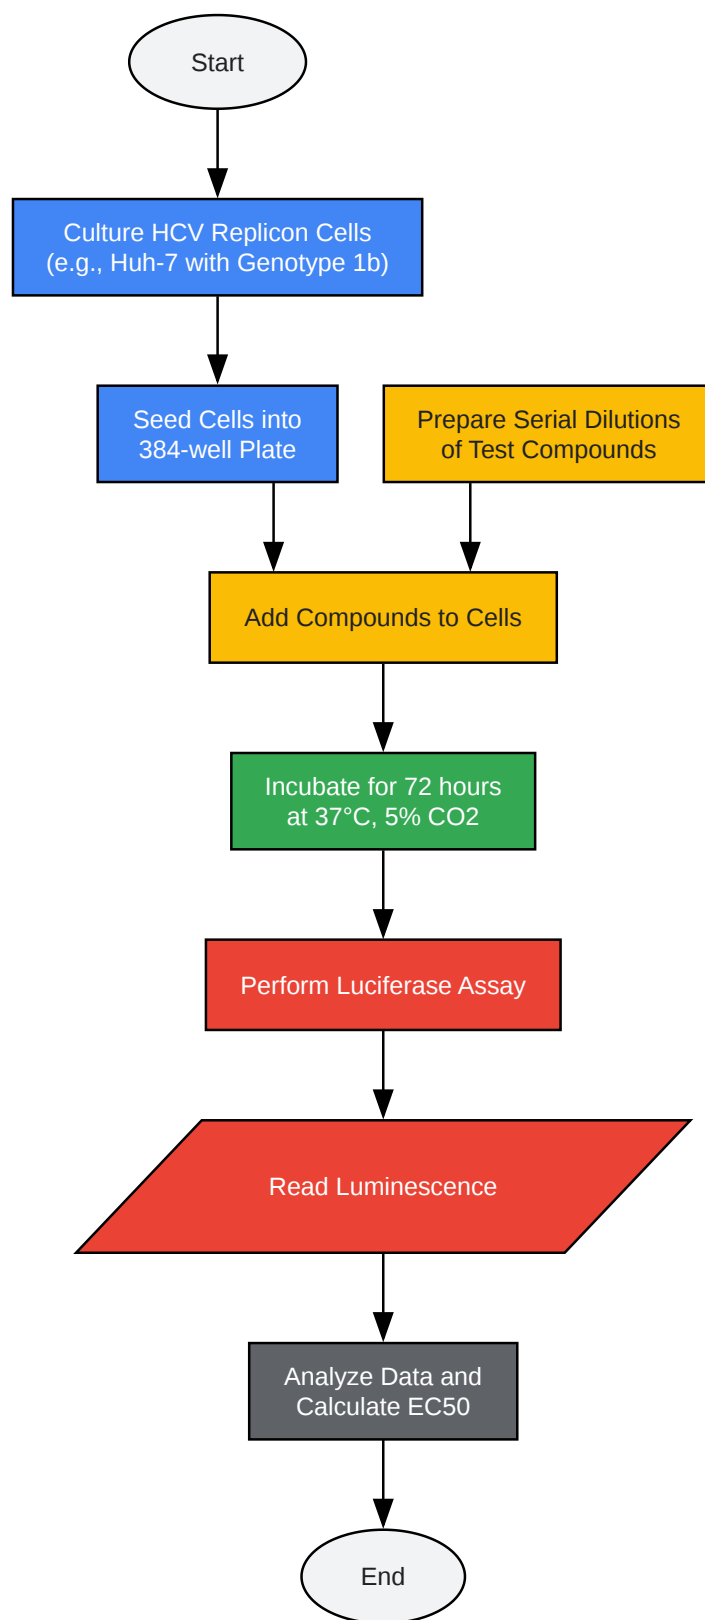 Start
Culture HCV Replicon Cells
(e.g., Huh-7 with Genotype 1b)
Seed Cells into
384-well Plate
Prepare Serial Dilutions
of Test Compounds
Add Compounds to Cells
Incubate for 72 hours
at 37°C, 5% CO2
Perform Luciferase Assay
Read Luminescence
Analyze Data and
Calculate EC50
End